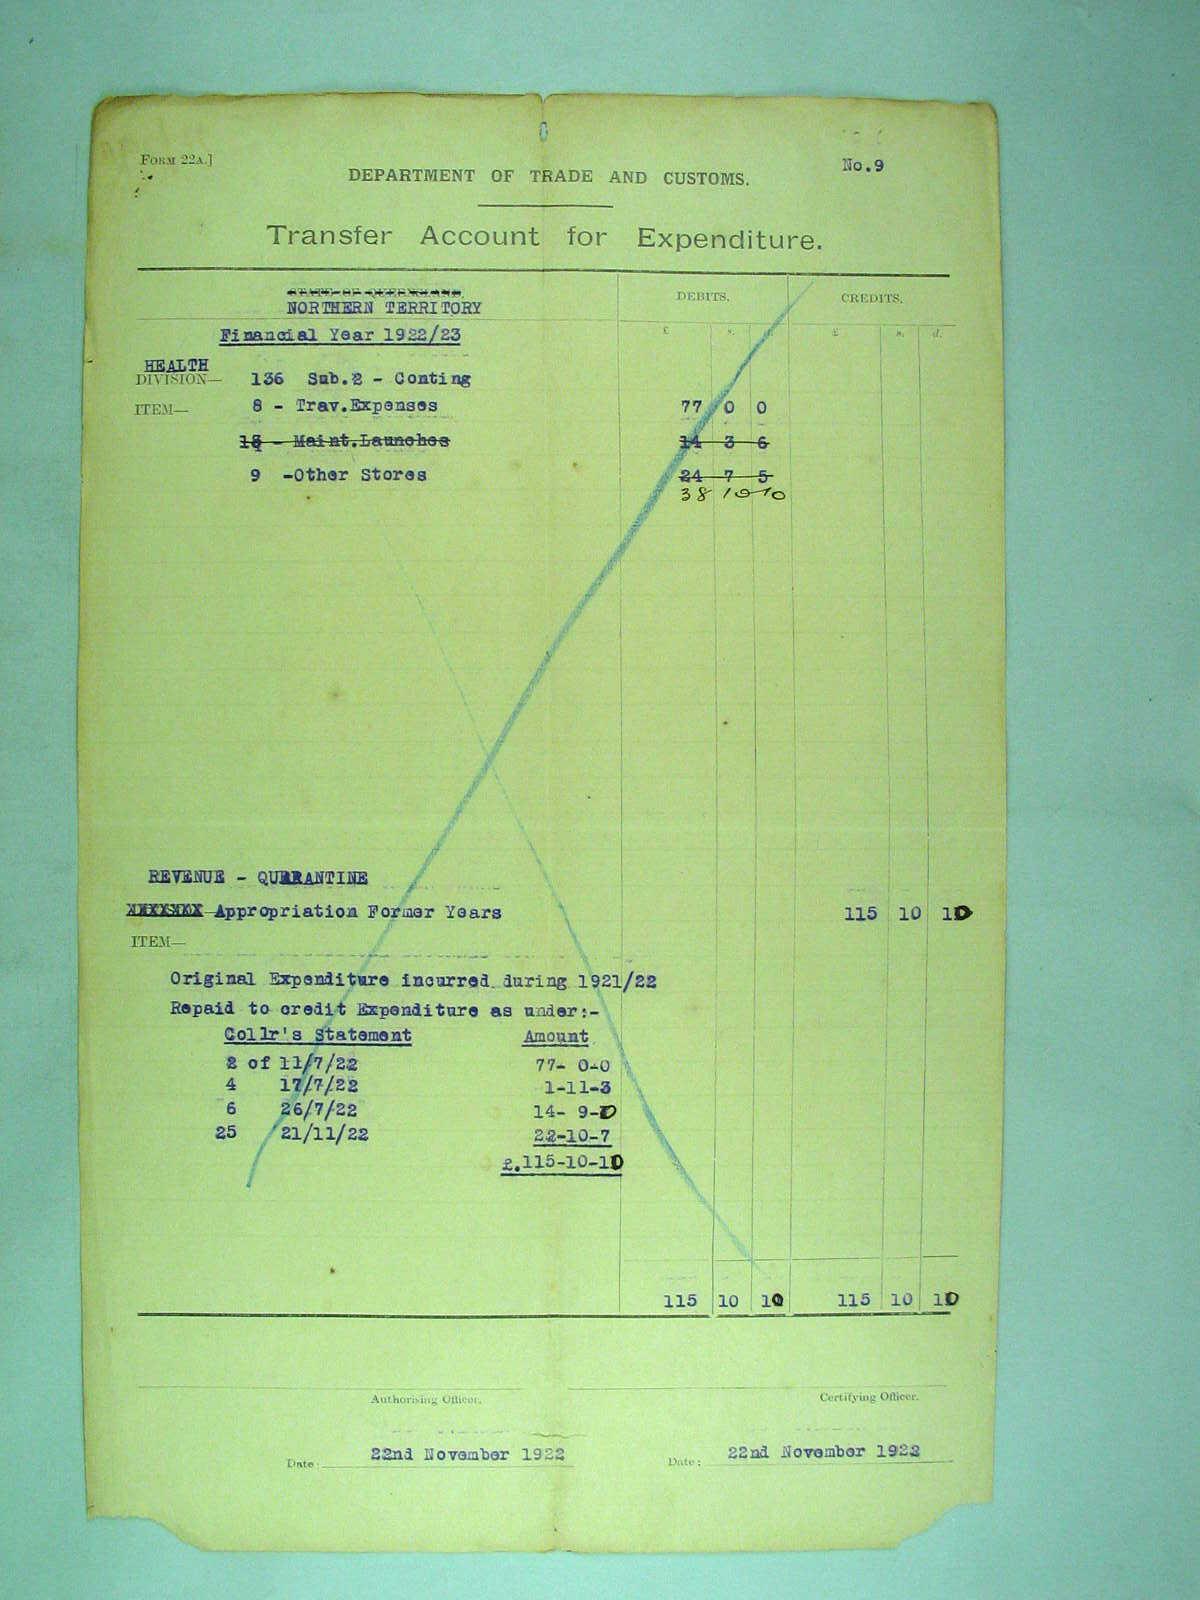 FORM 22A.]
No.9
DEPARTMENT OF TRADE AND CUSTOMS.
Transfer Account for Expenditure.
STATE OF QUEENSLAND.
NORTHERN TERRITORY
DEBITS. CREDITS.
Financial Year 1922/23
£ s. d. £ s. d.
HEALTH
DIVISION— 136 Sub.2 - Conting
ITEM— 8 - Trav.Expenses 77 0 0
- Maint.Launches 14 3 6
9 -Other Stores 24 7 5
38 10 10
REVENUE - QUARANTINE
Appropriation Former Years 115 10 10
ITEM—
Original Expenditure incurred during 1921/22
Repaid to credit Expenditure as under:-
Collr's Statement Amount
2 of 11/7/22 77- 0-0
4 17/7/22 1-11-3
6 26/7/22 14- 9-0
25 21/11/22 22-10-7
£.115-10-10
115 10 10 115 10 10
Authorising Officer. Certifying Officer.
Date: 22nd November 1922 Date: 22nd November 1922